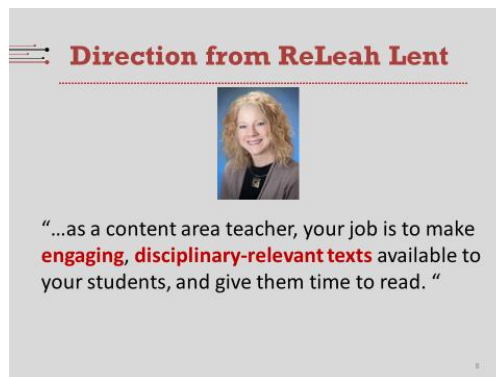 Direction from ReLeah Lent
“...as a content area teacher, your job is to make
engaging, disciplinary-relevant texts available to
your students, and give them time to read. “
8